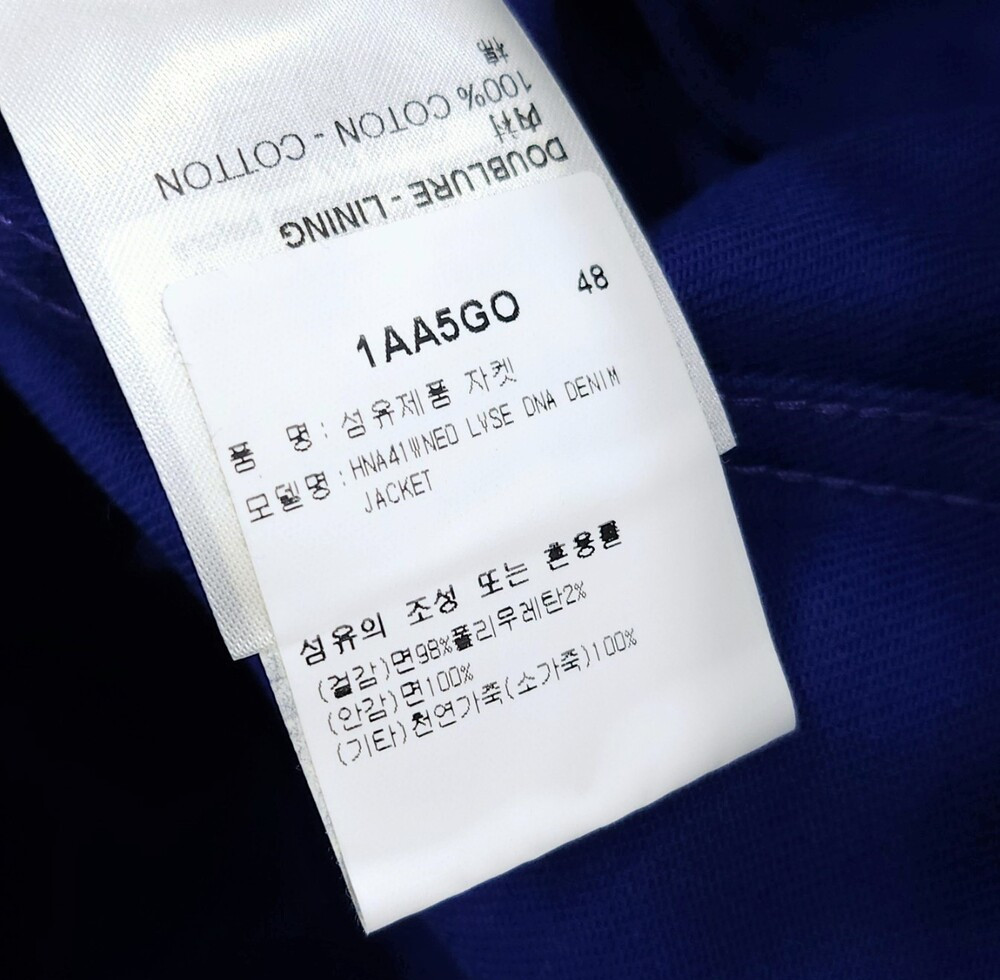 棉
100% COTON - COTTON
内衬
DOUBLURE - LINING
1AA5GO 48
품 명 : 섬유제품 자켓
모델명 : HNA41WNED LVSE DNA DENIM
JACKET
섬유의 조성 또는 혼용률
(겉감)면98%폴리우레탄2%
(안감)면100%
(기타)천연가죽(소가죽)100%